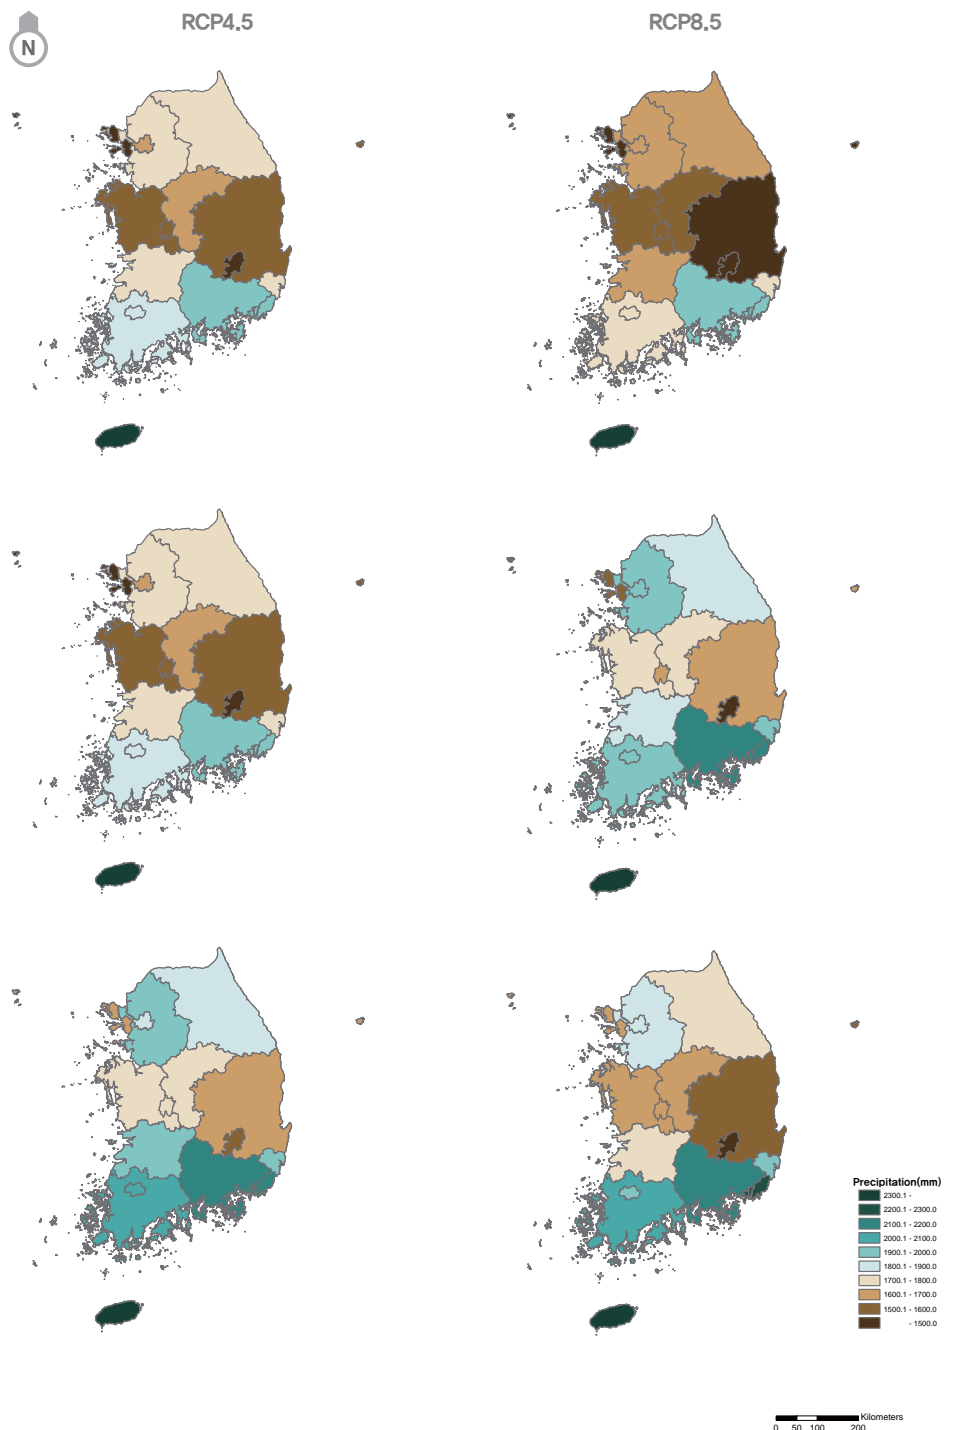 RCP4.5
RCP8.5
N
Precipitation(mm)
2300.1 -
2200.1 - 2300.0
2100.1 - 2200.0
2000.1 - 2100.0
1900.1 - 2000.0
1800.1 - 1900.0
1700.1 - 1800.0
1600.1 - 1700.0
1500.1 - 1600.0
- 1500.0
Kilometers
0 50 100 200